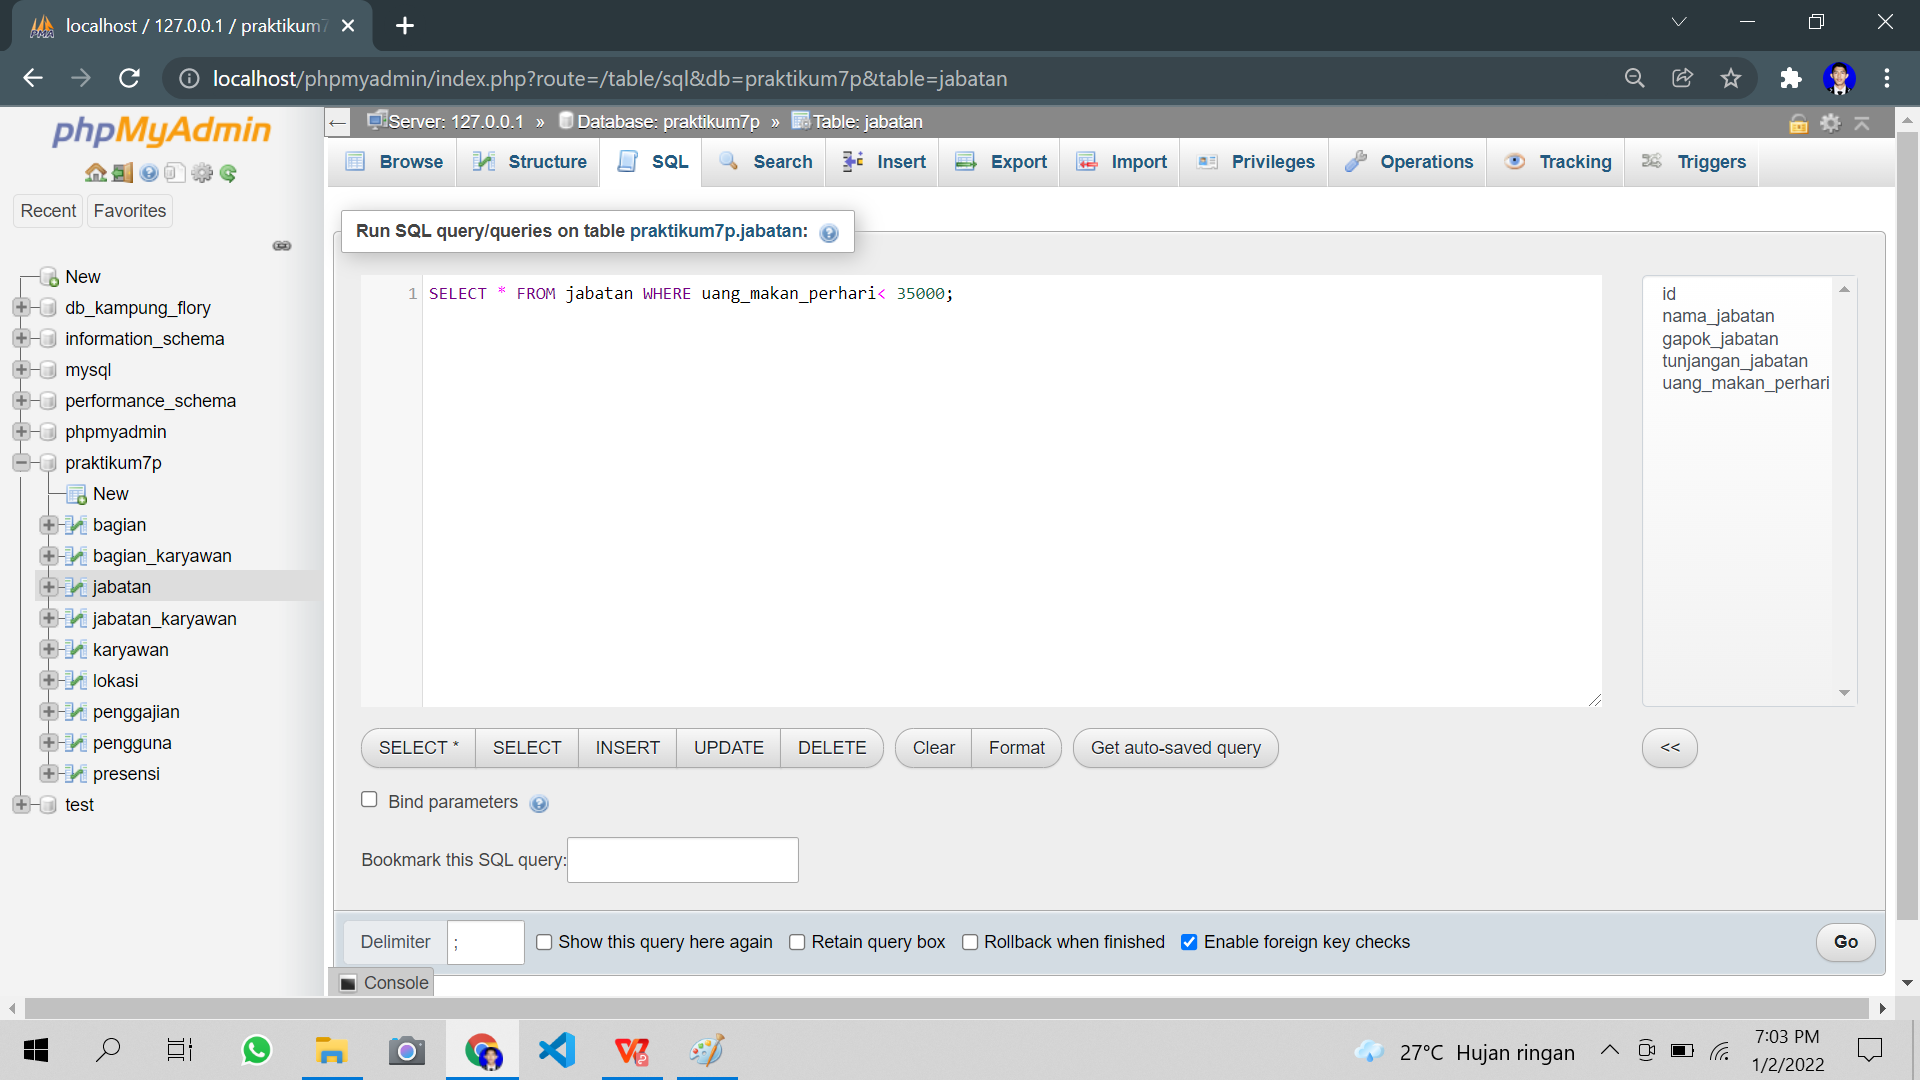 localhost / 127.0.0.1 / praktikum7
localhost/phpmyadmin/index.php?route=/table/sql&db=praktikum7p&table=jabatan
phpMyAdmin
Recent Favorites
New
db_kampung_flory
information_schema
mysql
performance_schema
phpmyadmin
praktikum7p
New
bagian
bagian_karyawan
jabatan
jabatan_karyawan
karyawan
lokasi
penggajian
pengguna
presensi
test
Server: 127.0.0.1 » Database: praktikum7p » Table: jabatan
Browse Structure SQL Search Insert Export Import Privileges Operations Tracking Triggers
Run SQL query/queries on table praktikum7p.jabatan:
1 SELECT * FROM jabatan WHERE uang_makan_perhari< 35000;
id
nama_jabatan
gapok_jabatan
tunjangan_jabatan
uang_makan_perhari
SELECT * SELECT INSERT UPDATE DELETE Clear Format Get auto-saved query <<
Bind parameters
Bookmark this SQL query:
Delimiter ; Show this query here again Retain query box Rollback when finished Enable foreign key checks Go
Console
27°C Hujan ringan
7:03 PM
1/2/2022